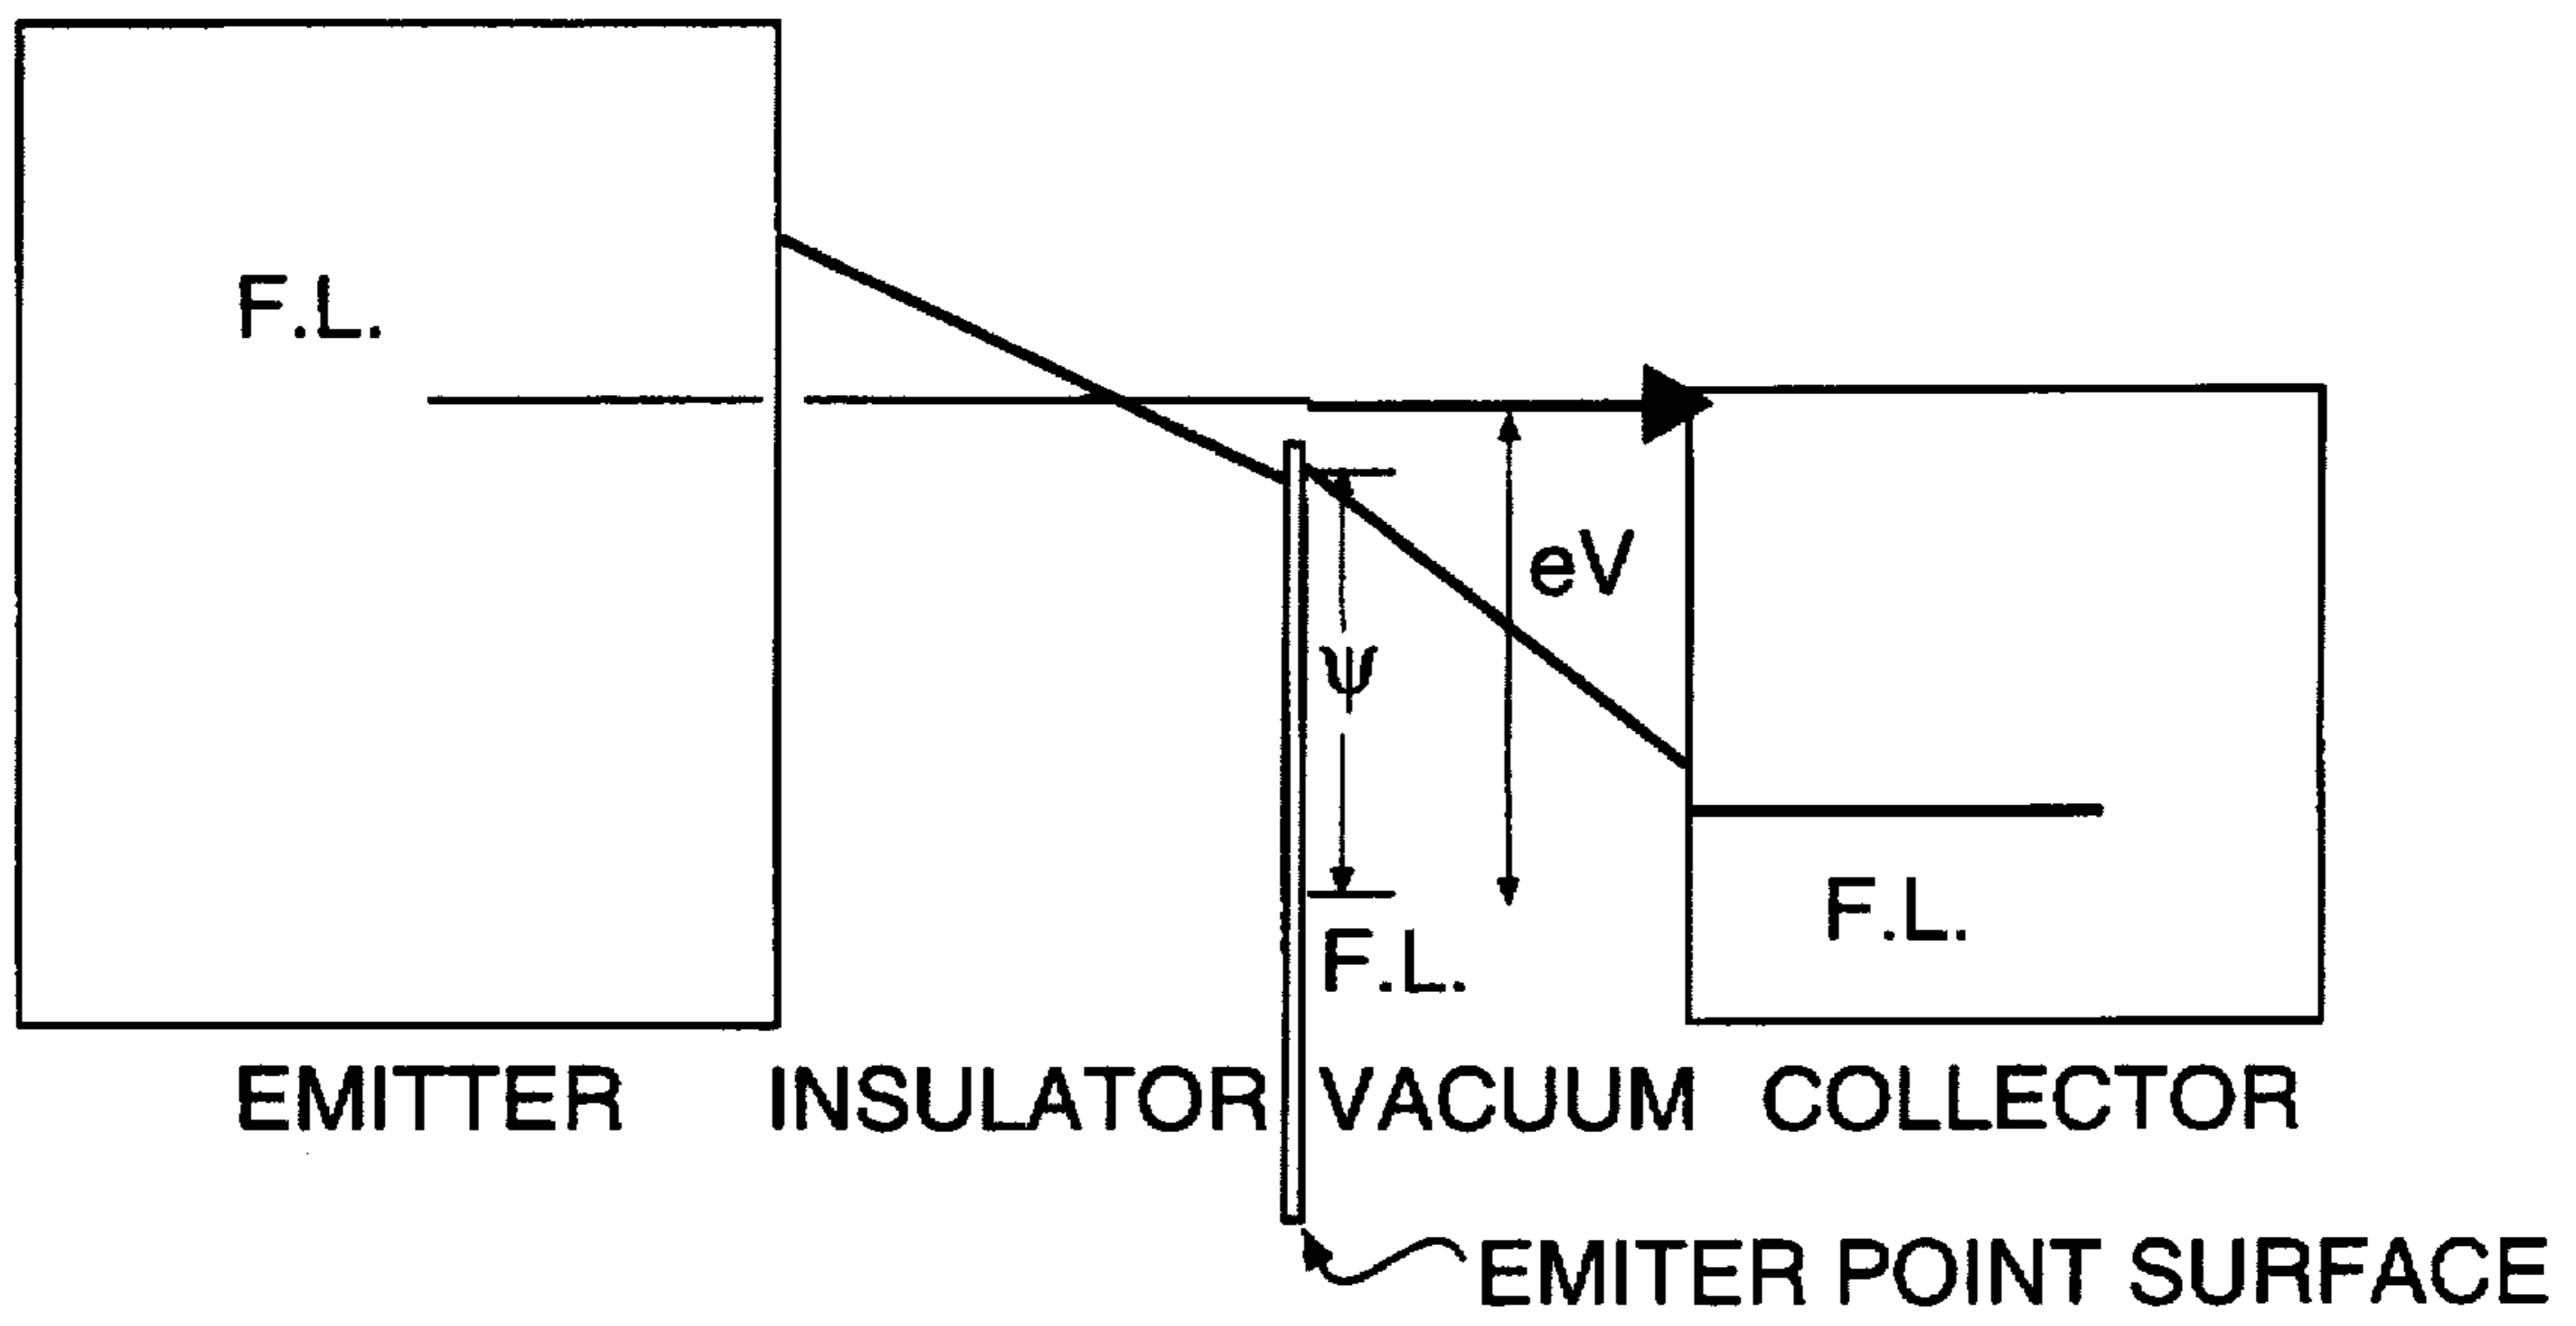 F.L.
eV
ψ
F.L.
F.L.
EMITTER INSULATOR VACUUM COLLECTOR
EMITER POINT SURFACE